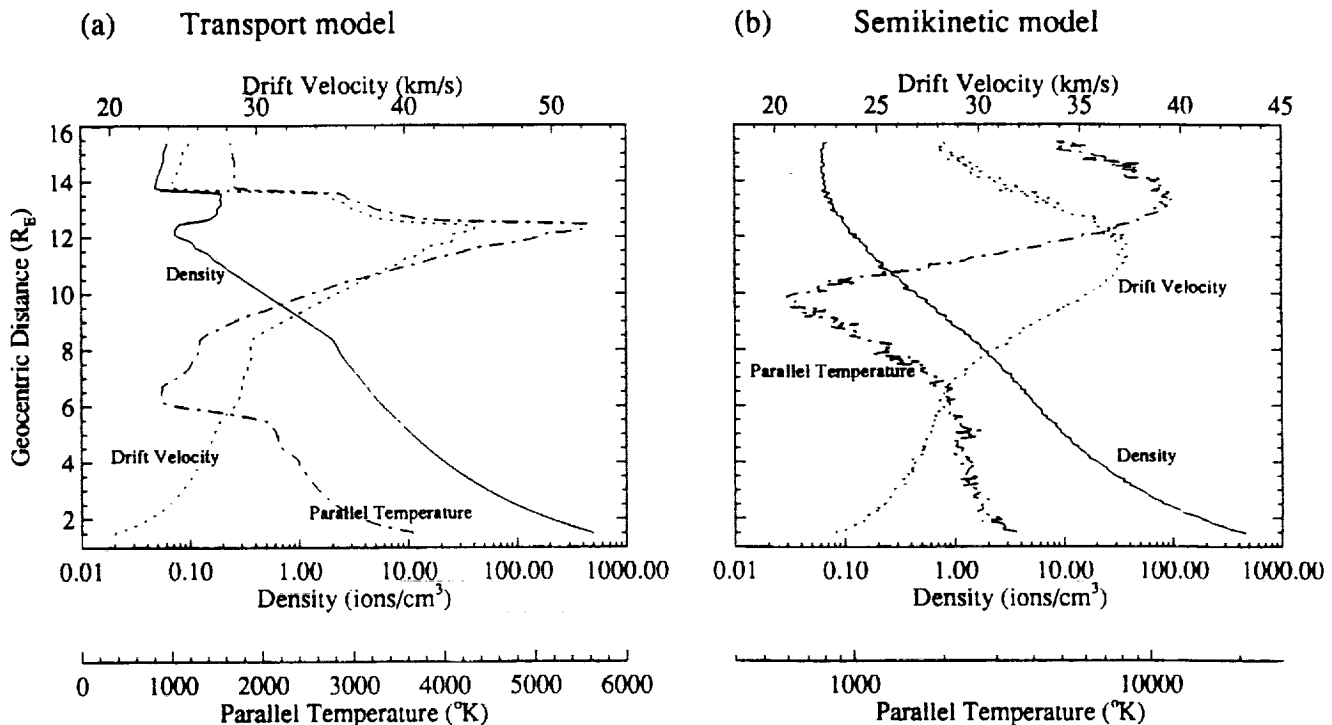 (a) Transport model
Drift Velocity (km/s)
20 30 40 50
16
14
12
10
8
6
4
2
Geocentric Distance (R_E)
Density
Drift Velocity
Parallel Temperature
0.01 0.10 1.00 10.00 100.00 1000.00
Density (ions/cm³)
0 1000 2000 3000 4000 5000 6000
Parallel Temperature (°K)
(b) Semikinetic model
Drift Velocity (km/s)
20 25 30 35 40 45
Drift Velocity
Parallel Temperature
Density
0.01 0.10 1.00 10.00 100.00 1000.00
Density (ions/cm³)
1000 10000
Parallel Temperature (°K)